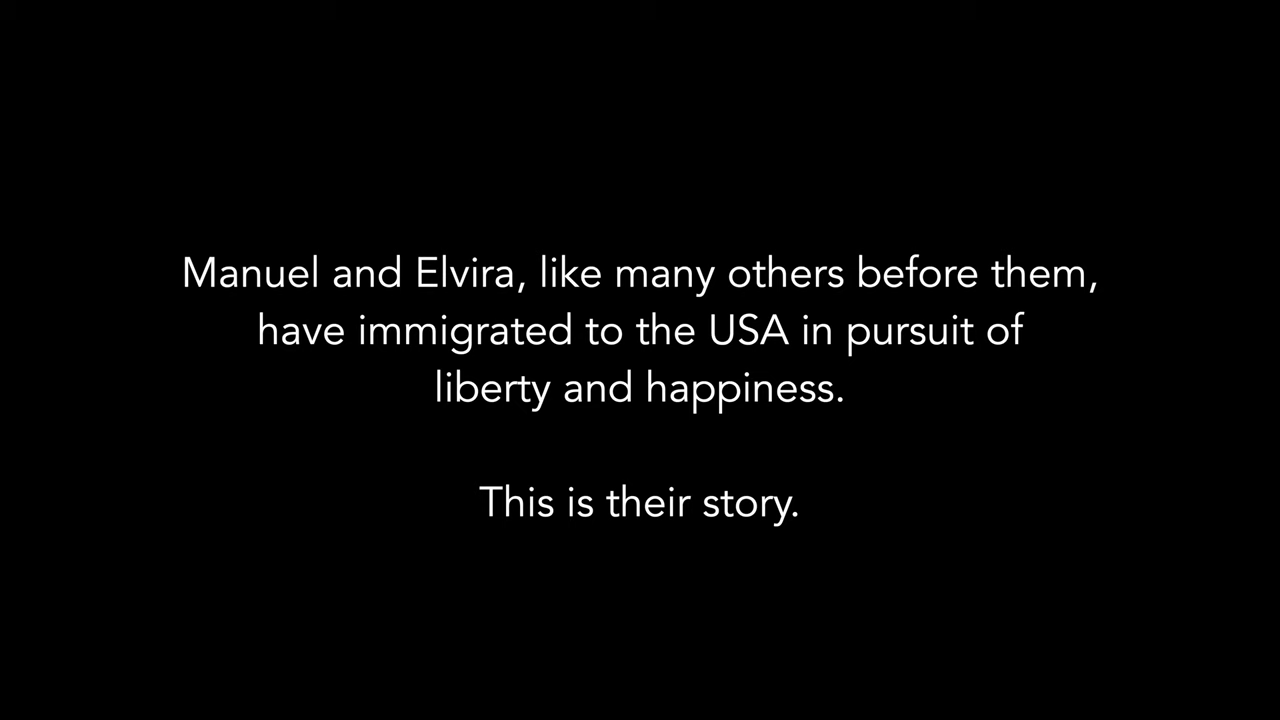 Manuel and Elvira, like many others before them,
have immigrated to the USA in pursuit of
liberty and happiness.
This is their story.